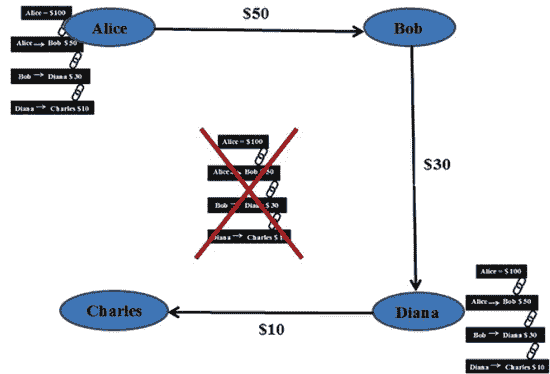 Alice = $100
Alice → Bob $50
Bob → Diana $30
Diana → Charles $10
Alice
$50
Bob
$30
Alice = $100
Alice → Bob $50
Bob → Diana $30
Diana → Charles $1
Alice = $100
Alice → Bob $50
Bob → Diana $30
Diana → Charles $10
Charles
$10
Diana